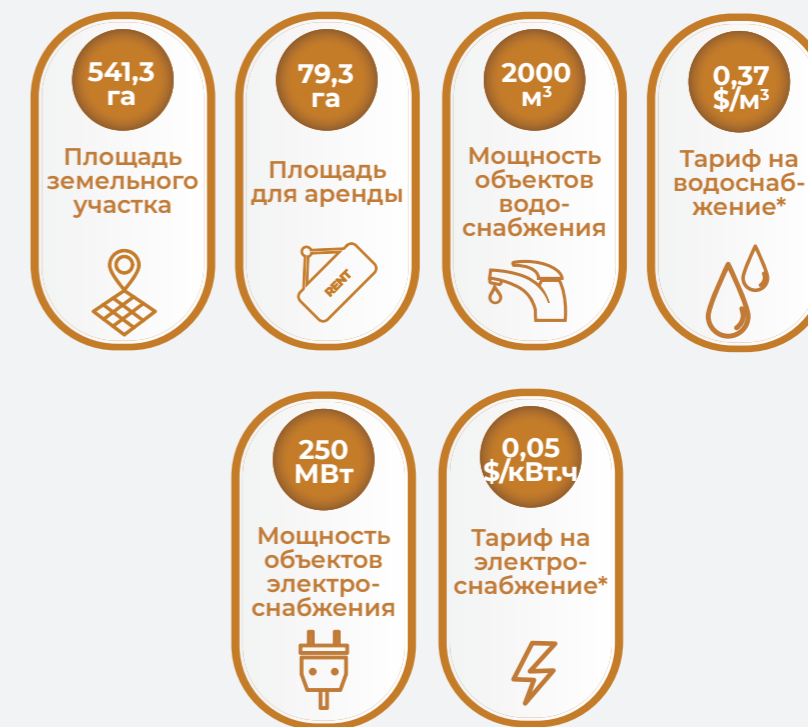 541,3
га
Площадь
земельного
участка
79,3
га
Площадь
для аренды
RENT
2000
м³
Мощность
объектов
водо-
снабжения
0,37
$/м³
Тариф на
водоснаб-
жение*
250
МВт
Мощность
объектов
электро-
снабжения
0,05
$/кВт.ч
Тариф на
электро-
снабжение*